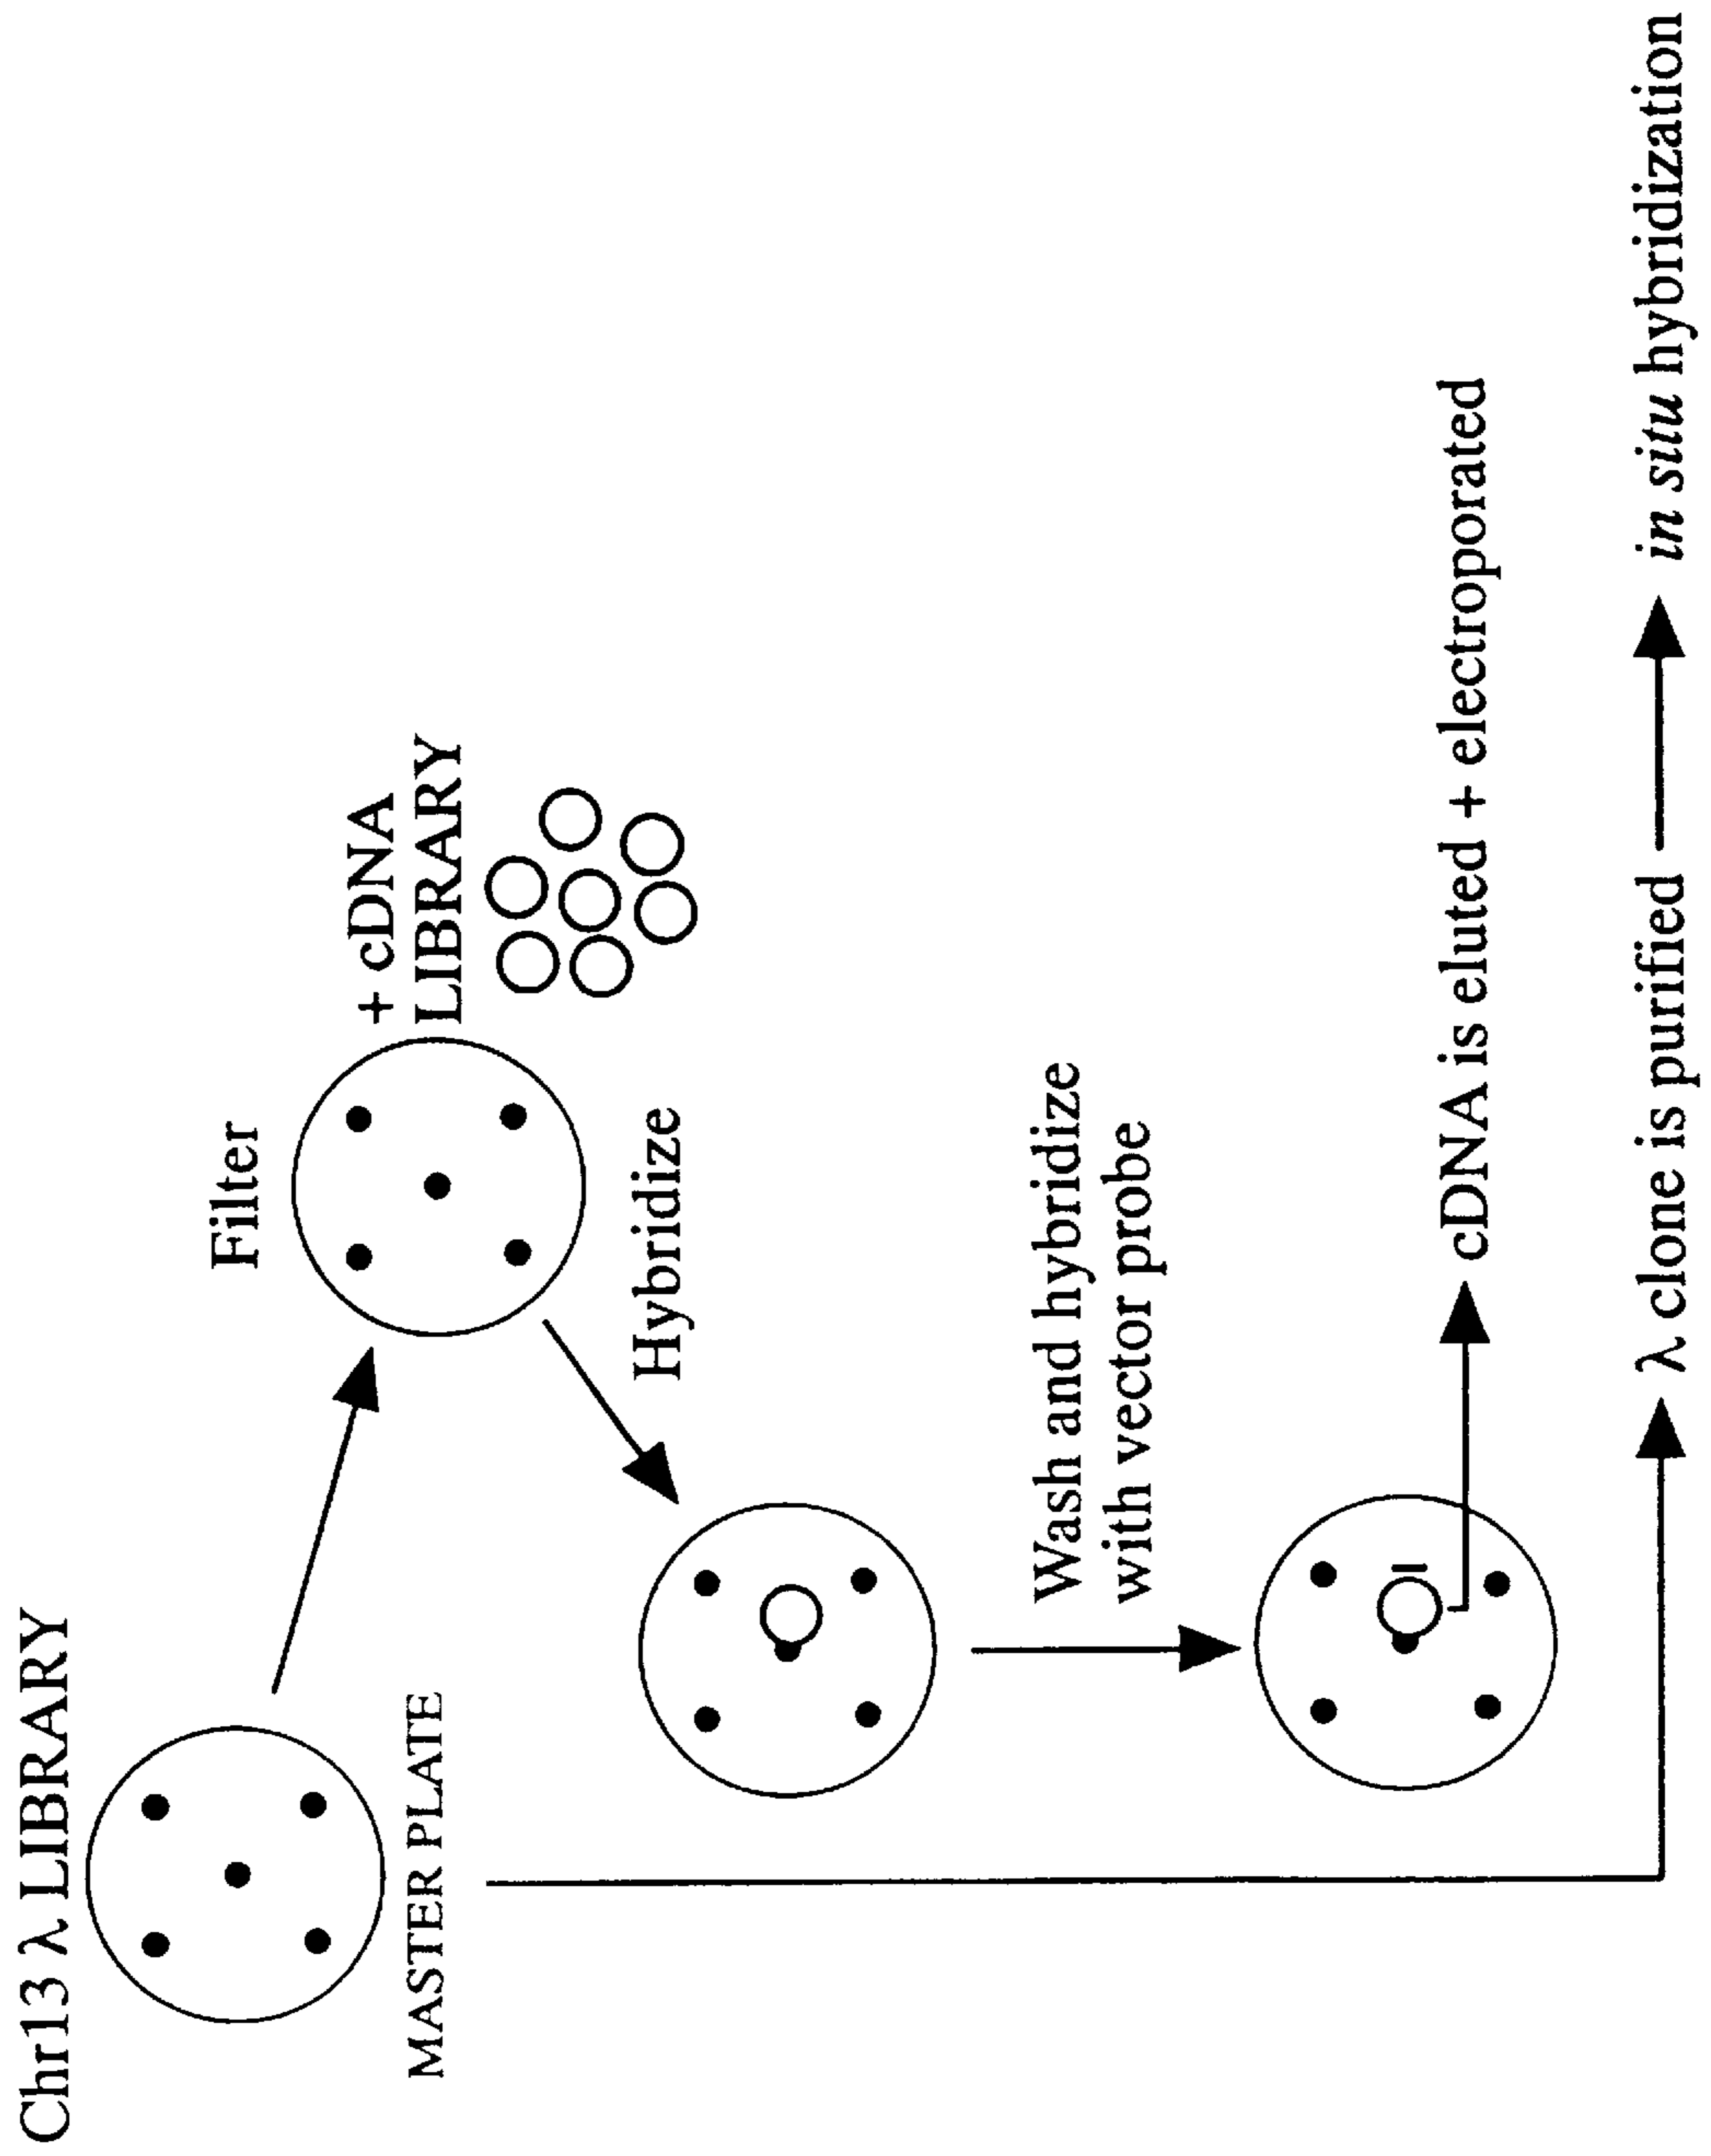 Chr13 λ LIBRARY
MASTER PLATE
Filter
+ cDNA
LIBRARY
Hybridize
Wash and hybridize
with vector probe
cDNA is eluted + electroporated
λ clone is purified
in situ hybridization